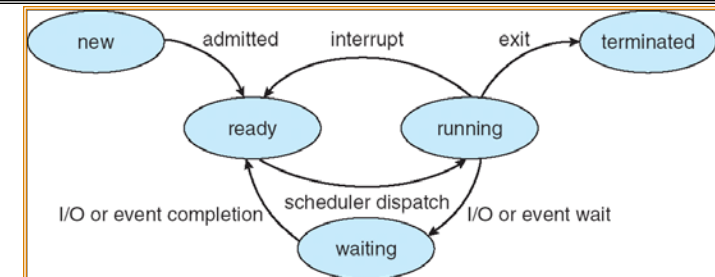 new
admitted
interrupt
exit
terminated
ready
running
scheduler dispatch
I/O or event completion
I/O or event wait
waiting